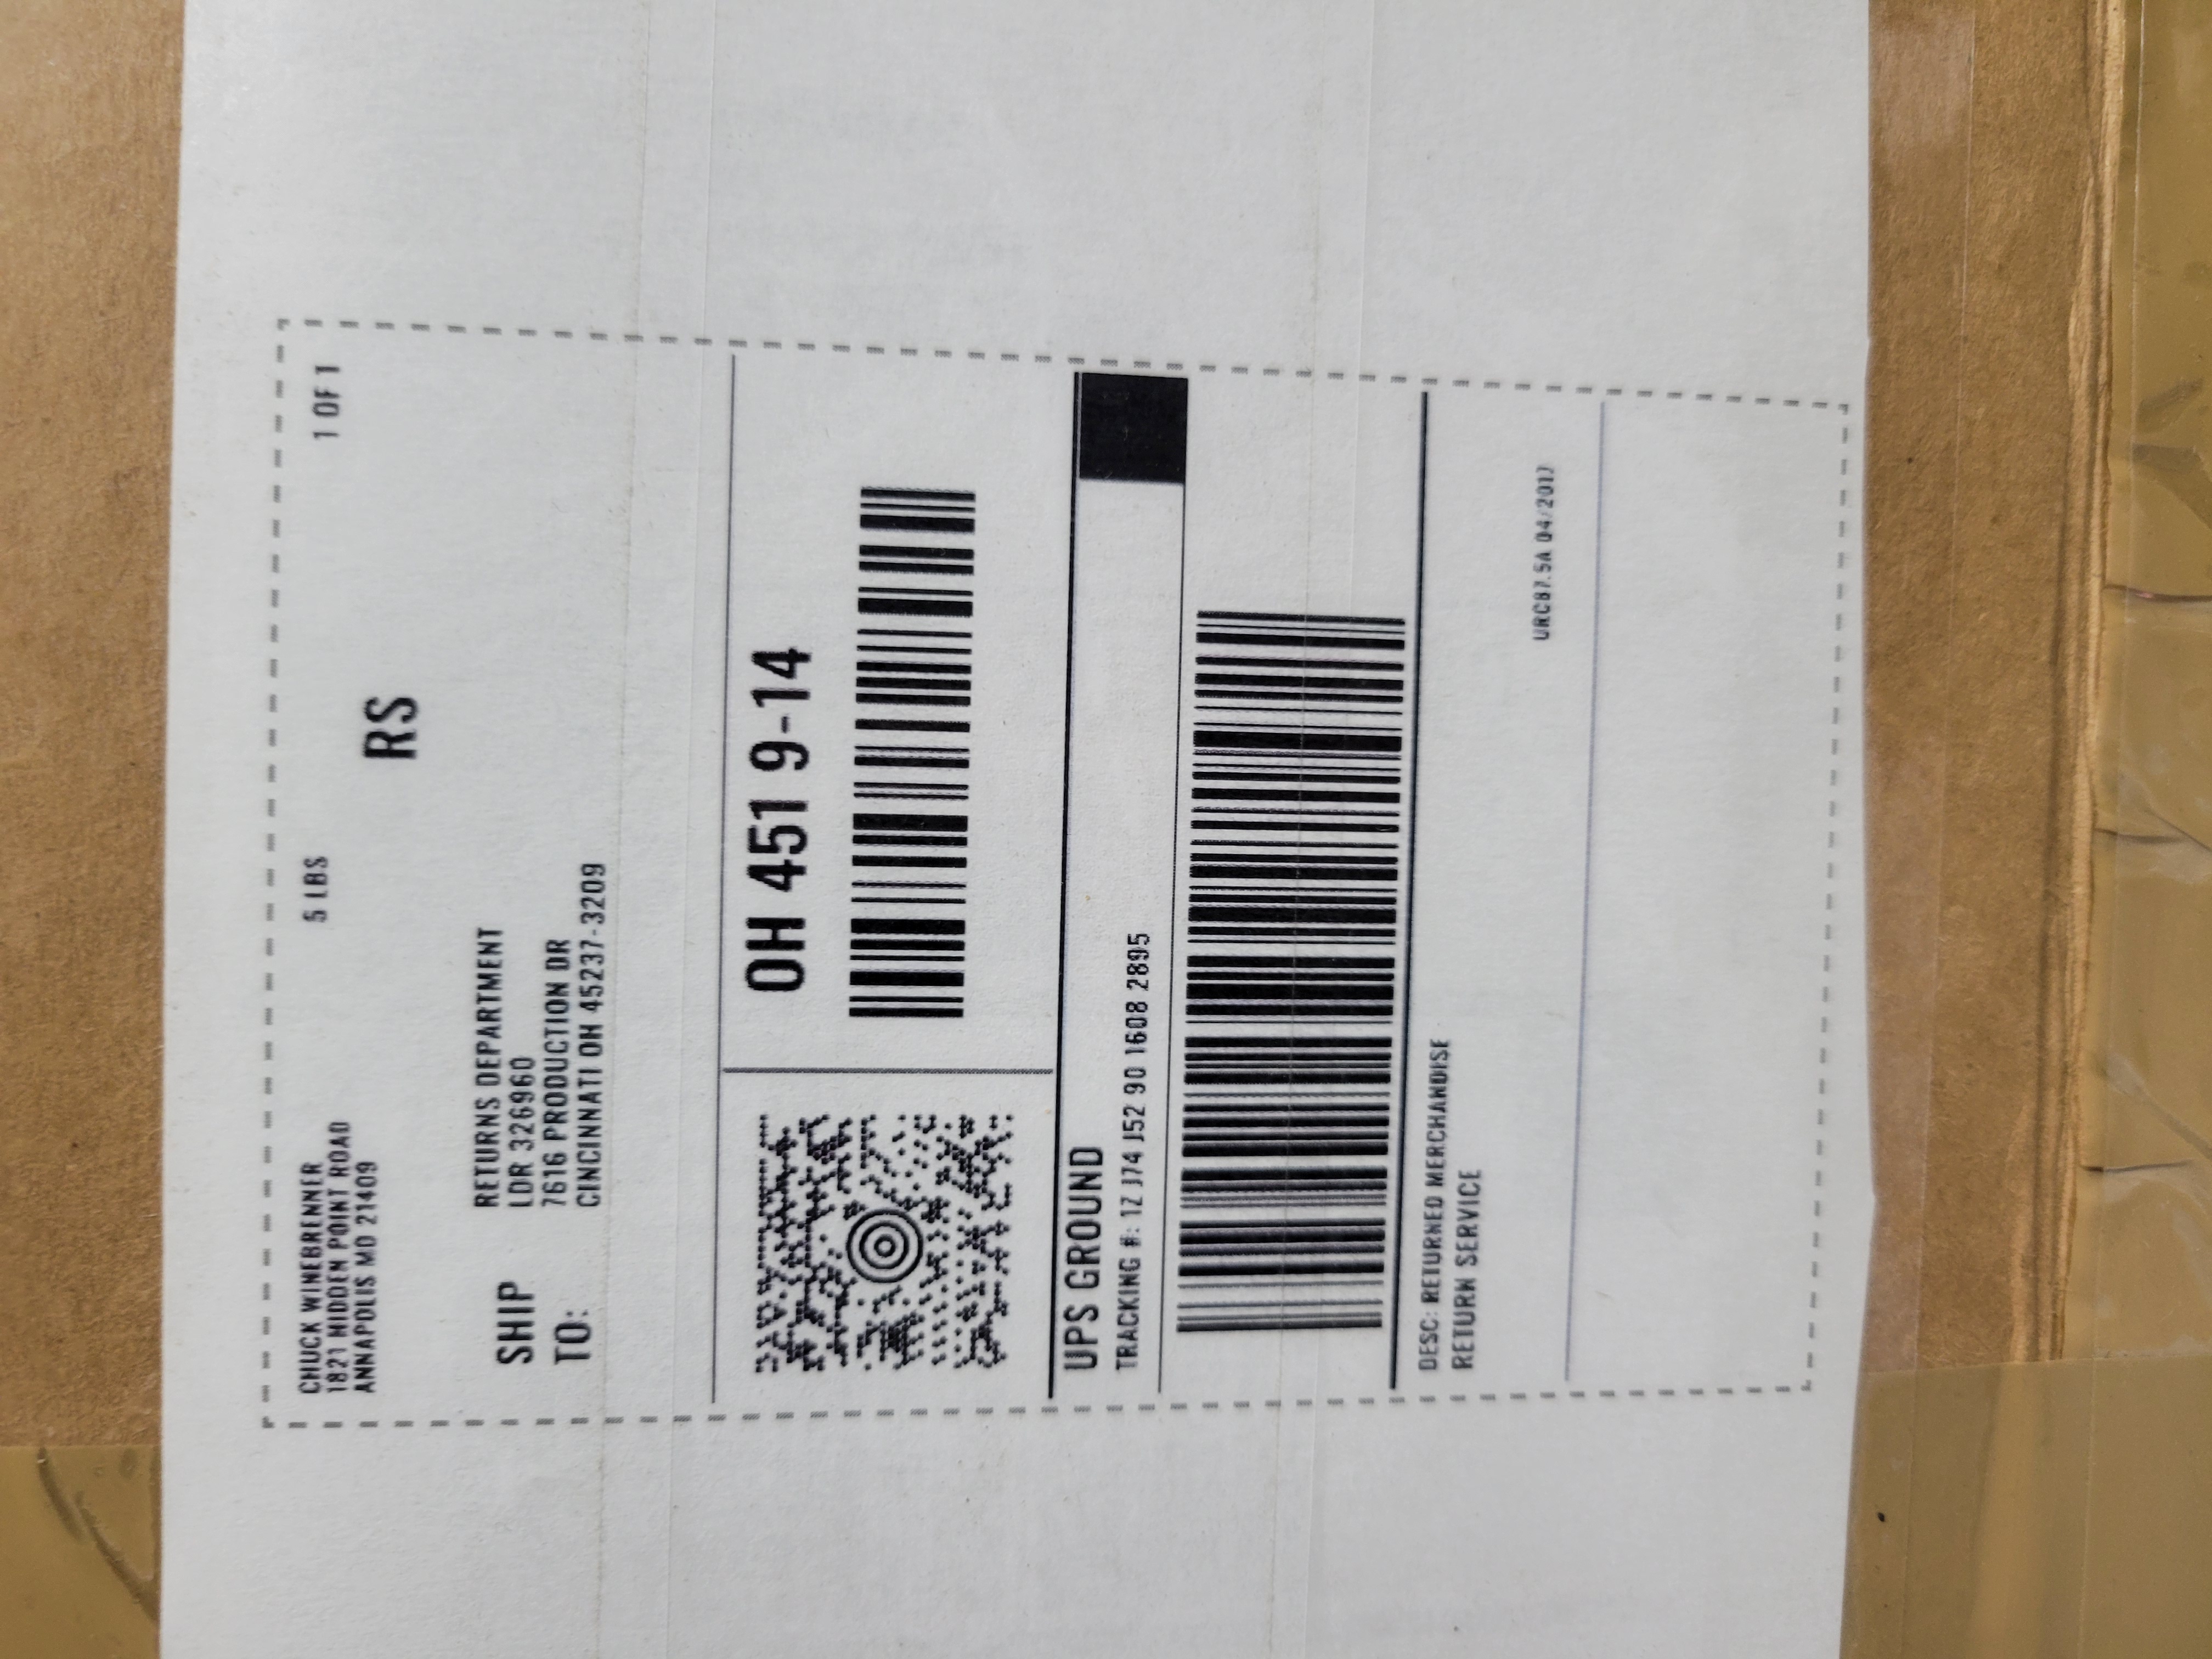 CHUCK WINEBRENNER
1821 HIDDEN POINT ROAD
ANNAPOLIS MD 21409
5 LBS
1 OF 1
RS
SHIP TO:
RETURNS DEPARTMENT
LDR 326960
7616 PRODUCTION DR
CINCINNATI OH 45237-3209
OH 451 9-14
UPS GROUND
TRACKING #: 1Z J74 J52 90 1608 2895
DESC: RETURNED MERCHANDISE
RETURN SERVICE
URC87.5A 04/2017